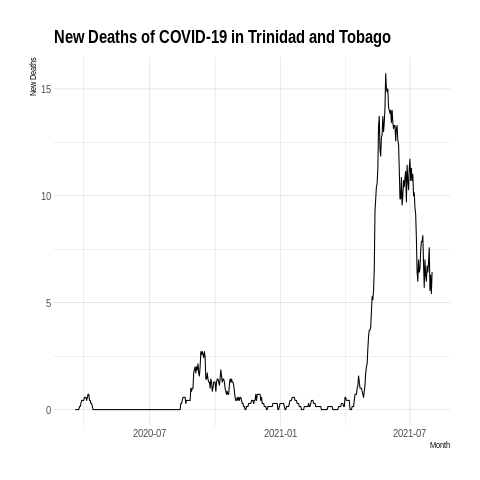 New Deaths of COVID-19 in Trinidad and Tobago
New Deaths
15
10
5
0
2020-07
2021-01
2021-07
Month